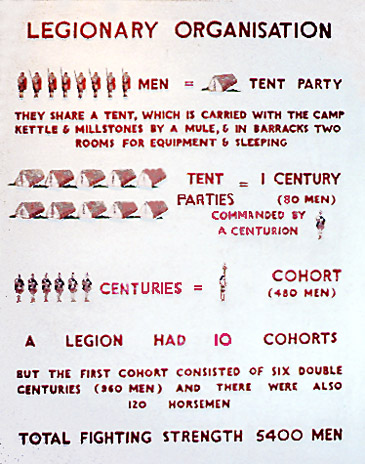 LEGIONARY ORGANISATION
MEN = TENT PARTY
THEY SHARE A TENT, WHICH IS CARRIED WITH THE CAMP
KETTLE & MILLSTONES BY A MULE, & IN BARRACKS TWO
ROOMS FOR EQUIPMENT & SLEEPING
TENT = 1 CENTURY
PARTIES (80 MEN)
COMMANDED BY
A CENTURION
CENTURIES = COHORT
(480 MEN)
A LEGION HAD 10 COHORTS
BUT THE FIRST COHORT CONSISTED OF SIX DOUBLE
CENTURIES (960 MEN) AND THERE WERE ALSO
120 HORSEMEN
TOTAL FIGHTING STRENGTH 5400 MEN